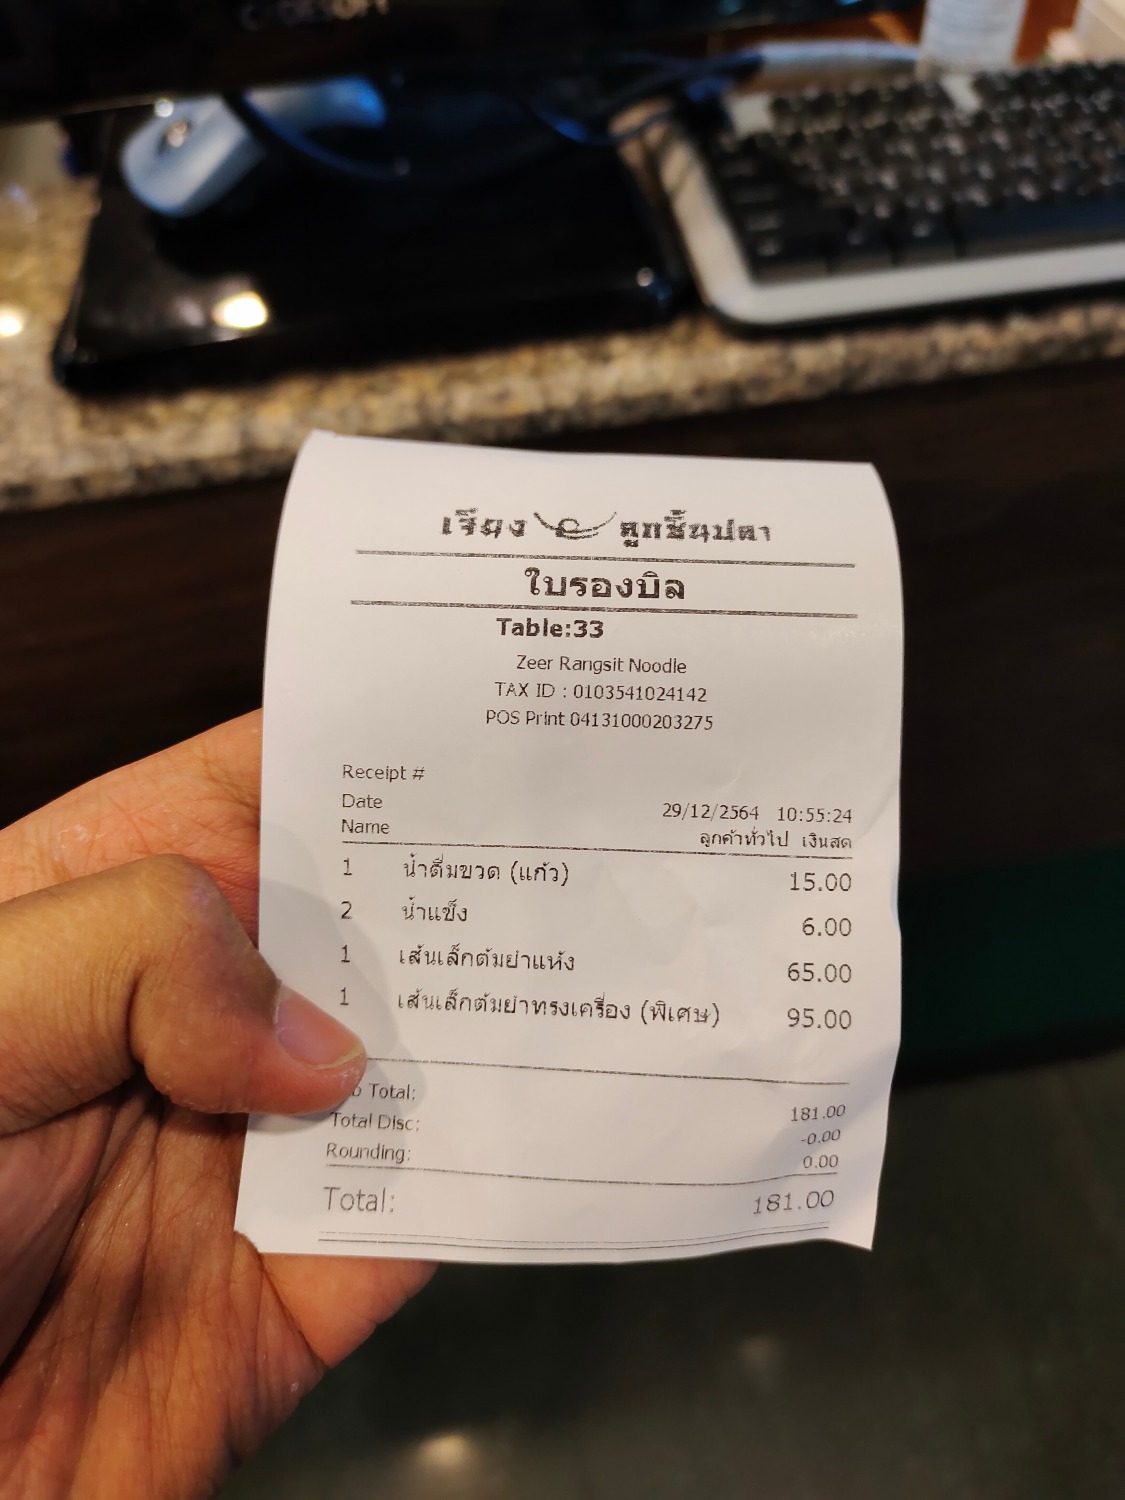 CODESOFT
เจียง ลูกชิ้นปลา
ใบรองบิล
Table:33
Zeer Rangsit Noodle
TAX ID : 0103541024142
POS Print 04131000203275
Receipt #
Date 29/12/2564 10:55:24
Name ลูกค้าทั่วไป เงินสด
1 น้ำดื่มขวด (แก้ว) 15.00
2 น้ำแข็ง 6.00
1 เส้นเล็กต้มยำแห้ง 65.00
1 เส้นเล็กต้มยำทรงเครื่อง (พิเศษ) 95.00
Total: 181.00
Total Disc: -0.00
Rounding: 0.00
Total: 181.00